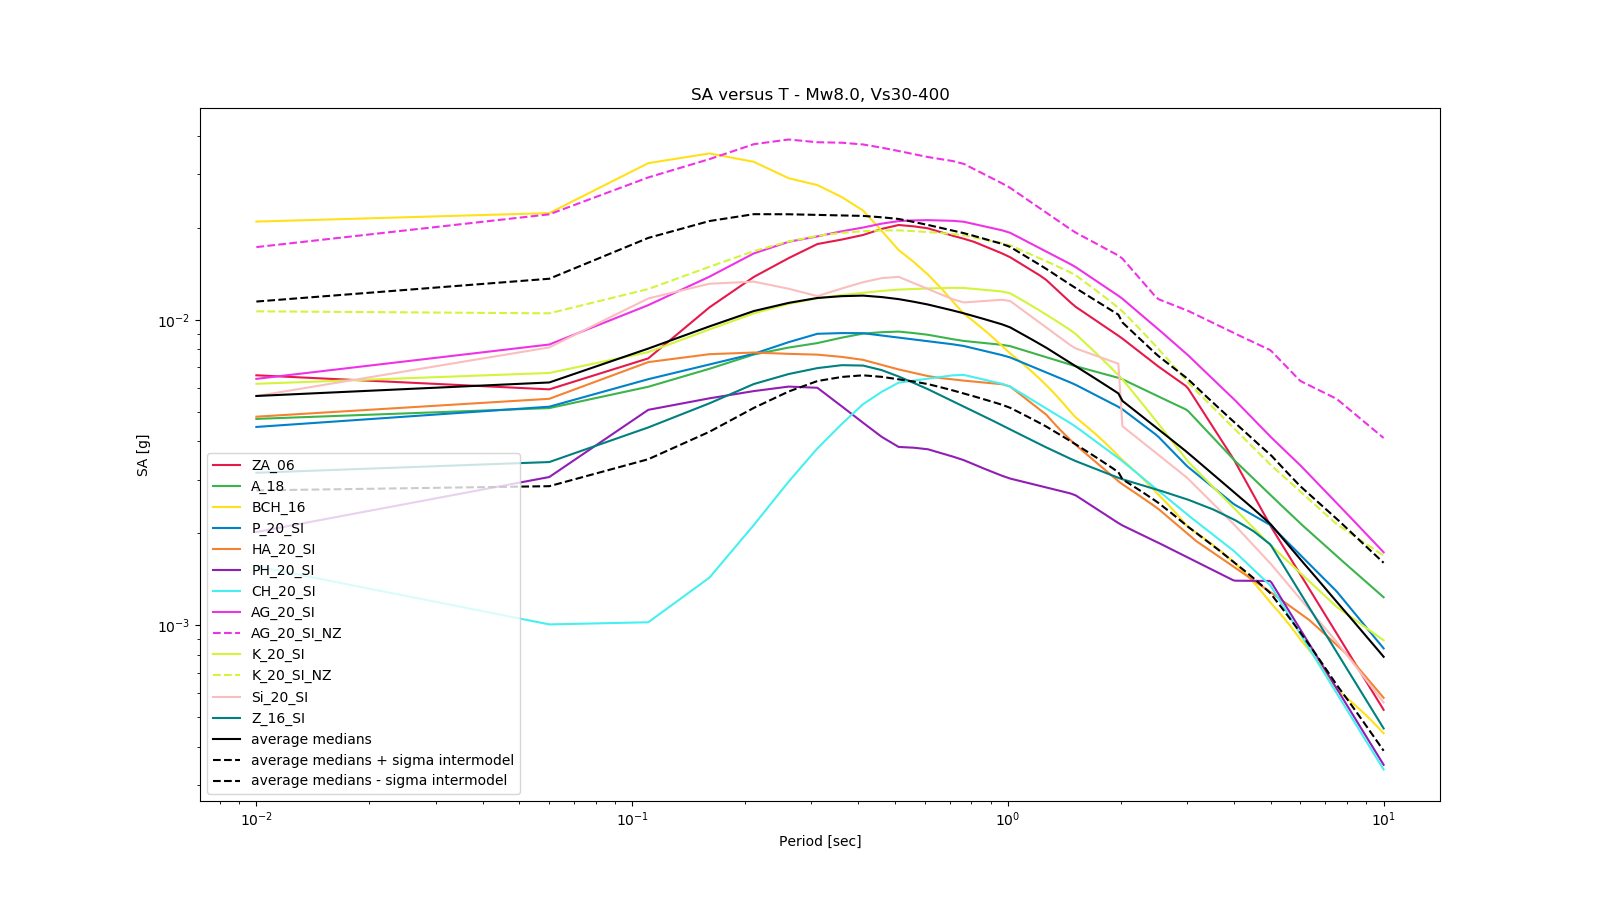 SA versus T - Mw8.0, Vs30-400
SA [g]
10⁻²
10⁻³
ZA_06
A_18
BCH_16
P_20_SI
HA_20_SI
PH_20_SI
CH_20_SI
AG_20_SI
AG_20_SI_NZ
K_20_SI
K_20_SI_NZ
Si_20_SI
Z_16_SI
average medians
average medians + sigma intermodel
average medians - sigma intermodel
10⁻² 10⁻¹ 10⁰ 10¹
Period [sec]